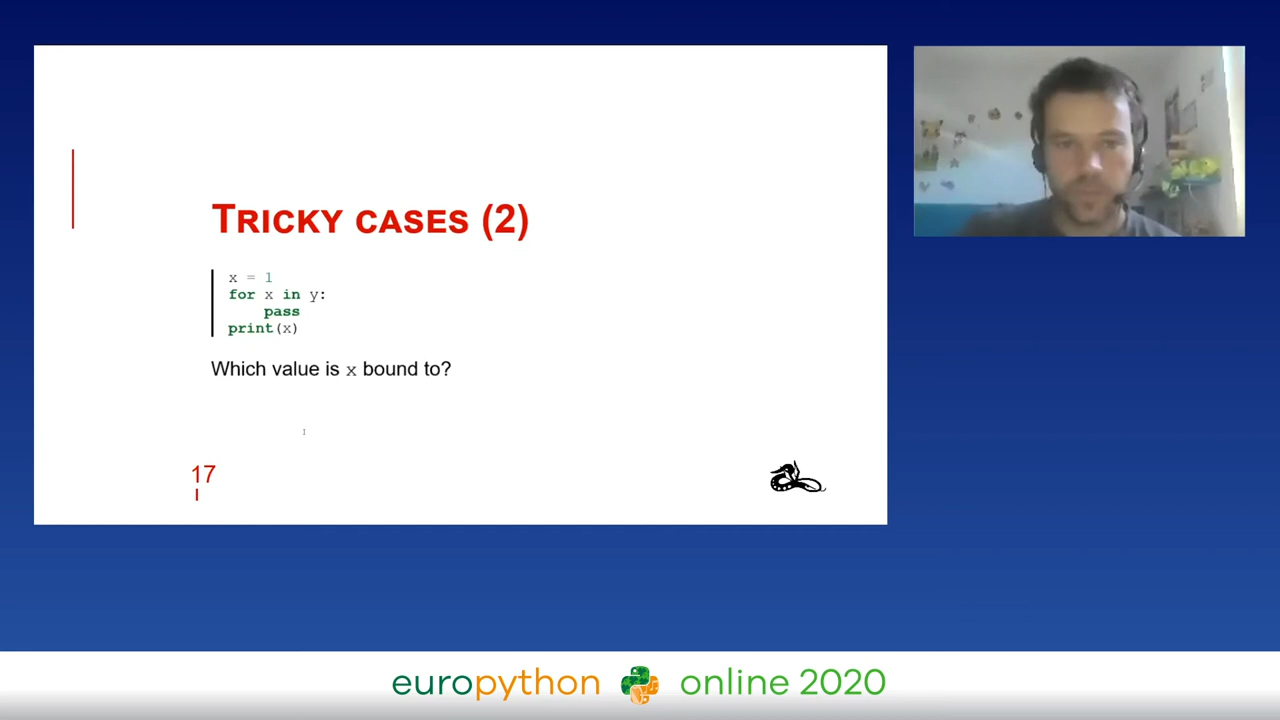 TRICKY CASES (2)
x = 1
for x in y:
    pass
print(x)
Which value is x bound to?
17
europython online 2020